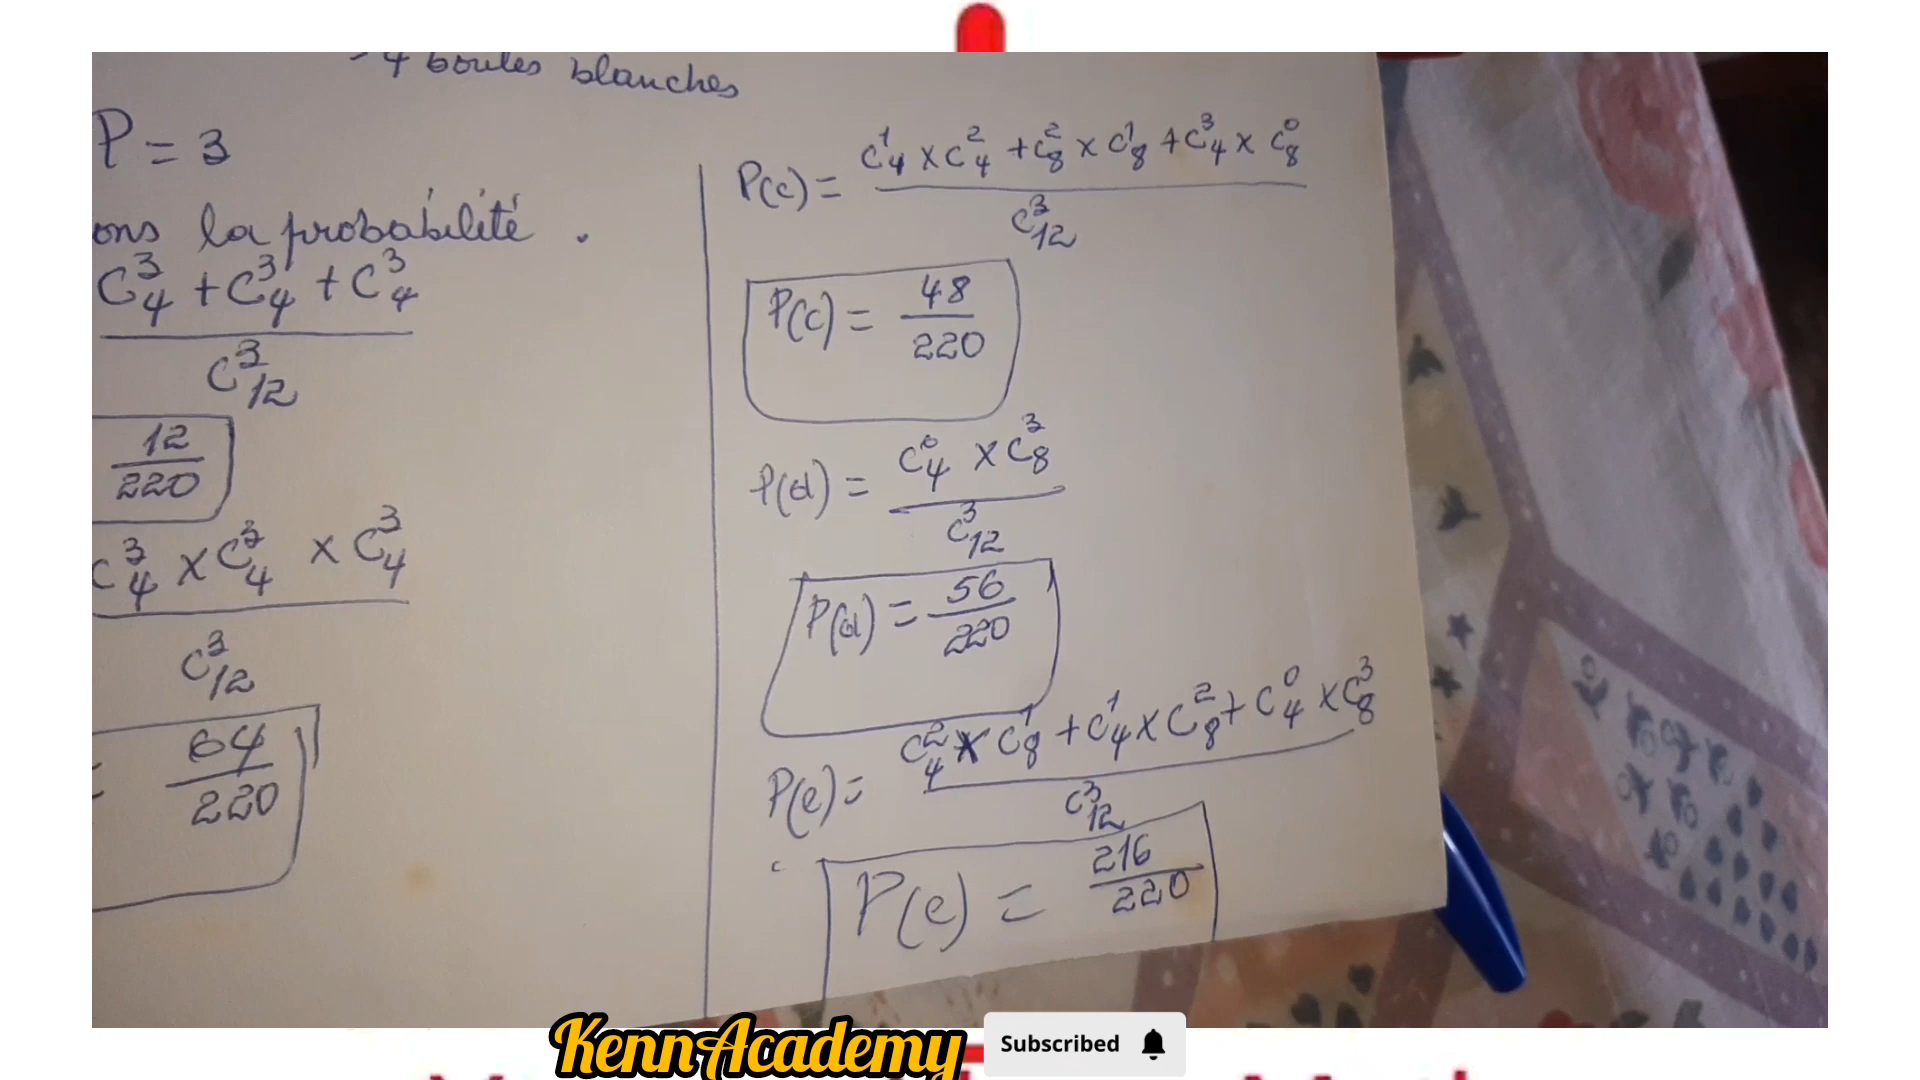 - 4 boules blanches
P = 3
ons la probabilité .
C³₄ + C³₄ + C³₄
C³₁₂
12
220
C³₄ × C³₄ × C³₄
C³₁₂
= 64
220
P(c) = C¹₄ × C²₄ + C²₈ × C¹₈ + C³₄ × C⁰₈
C³₁₂
P(c) = 48
220
P(d) = C⁰₄ × C³₈
C³₁₂
P(d) = 56
220
P(e) = C²₄ × C¹₈ + C¹₄ × C²₈ + C⁰₄ × C³₈
C³₁₂
P(e) = 216
220
KennAcademy
Subscribed